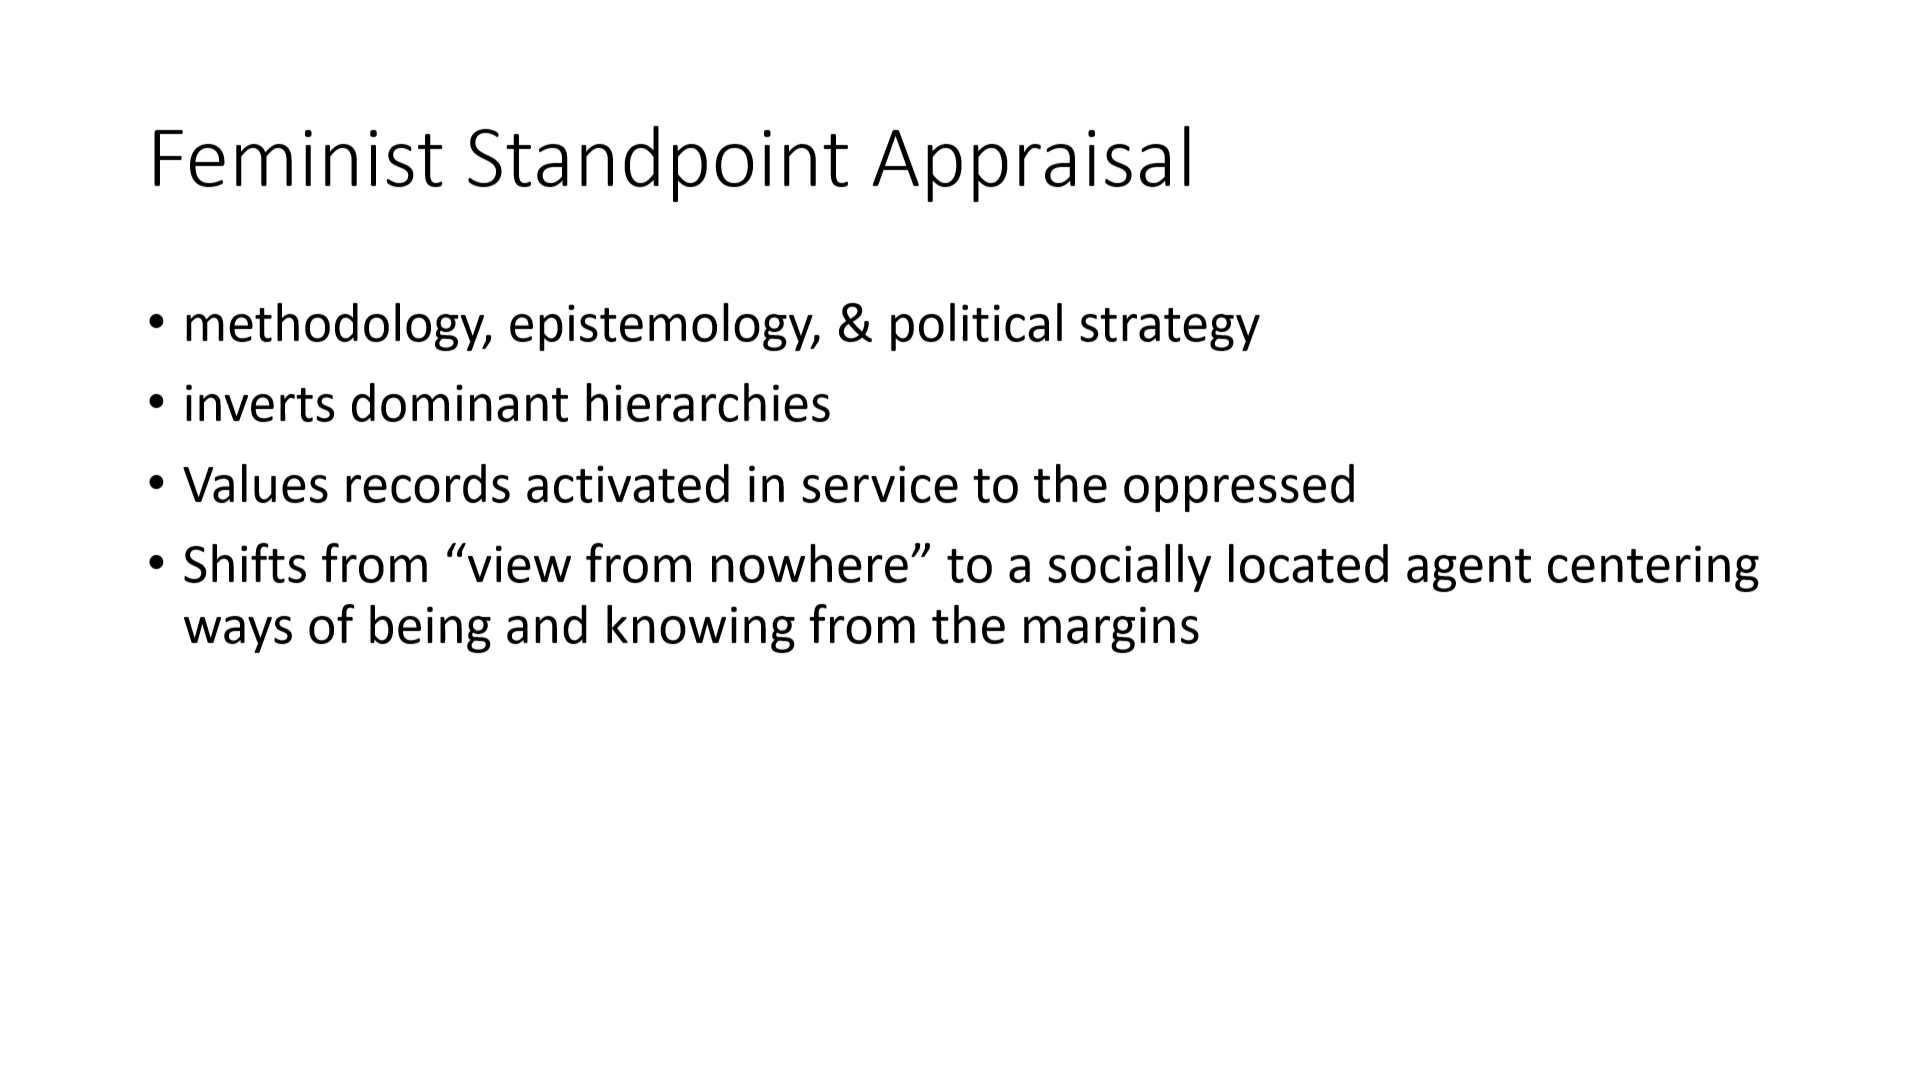 Feminist Standpoint Appraisal
• methodology, epistemology, & political strategy
• inverts dominant hierarchies
• Values records activated in service to the oppressed
• Shifts from “view from nowhere” to a socially located agent centering
ways of being and knowing from the margins